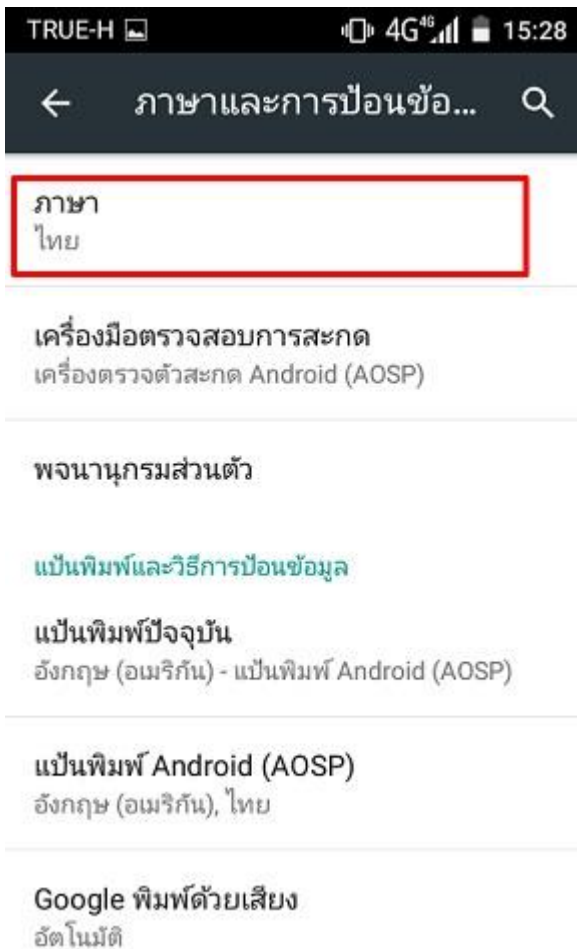 TRUE-H 4G 4G 15:28
ภาษาและการป้อนข้อ...
ภาษา
ไทย
เครื่องมือตรวจสอบการสะกด
เครื่องตรวจตัวสะกด Android (AOSP)
พจนานุกรมส่วนตัว
แป้นพิมพ์และวิธีการป้อนข้อมูล
แป้นพิมพ์ปัจจุบัน
อังกฤษ (อเมริกัน) - แป้นพิมพ์ Android (AOSP)
แป้นพิมพ์ Android (AOSP)
อังกฤษ (อเมริกัน), ไทย
Google พิมพ์ด้วยเสียง
อัตโนมัติ